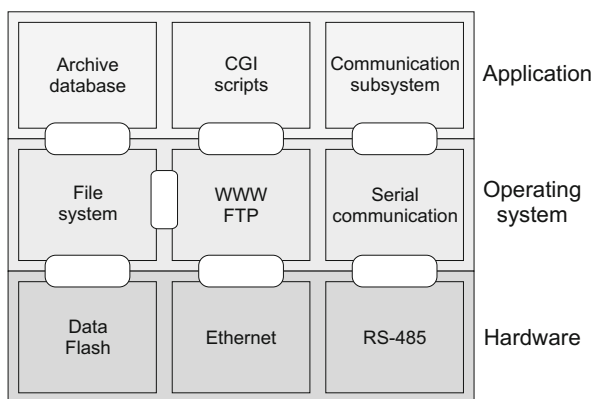 Archive
database
CGI
scripts
Communication
subsystem
Application
File
system
WWW
FTP
Serial
communication
Operating
system
Data
Flash
Ethernet
RS-485
Hardware